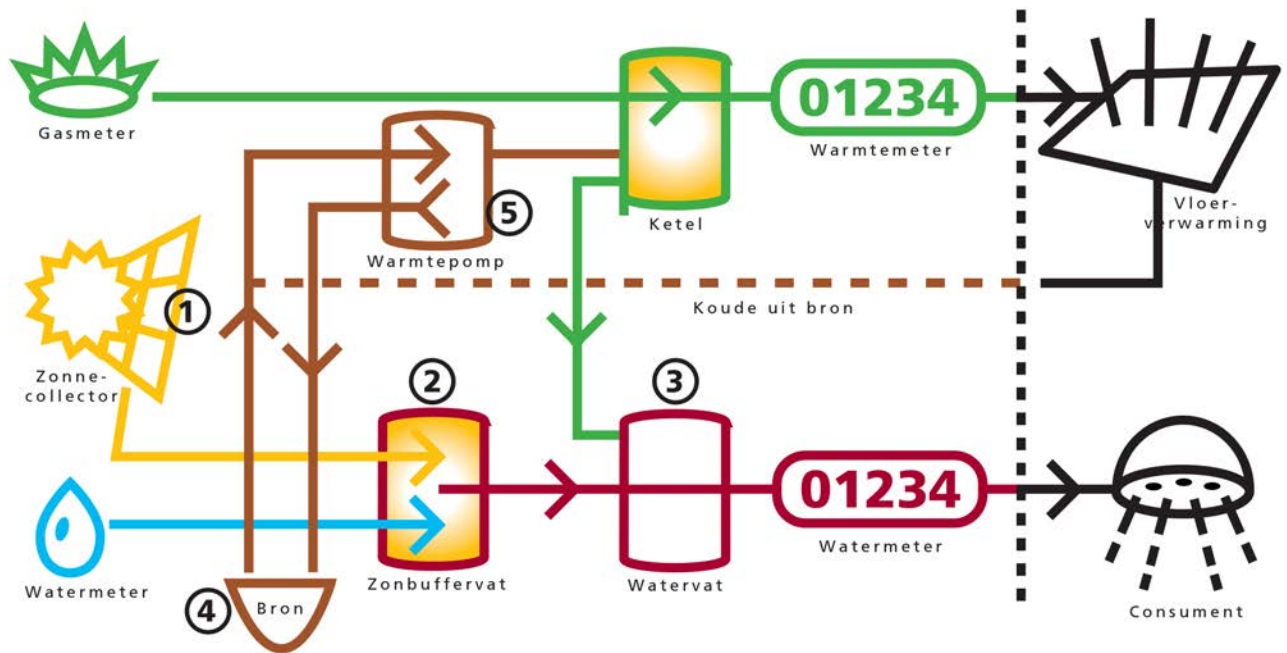 01234
Gasmeter
Warmtemeter
Vloer-
verwarming
5
Ketel
Warmtepomp
1
Koude uit bron
Zonne-
collector
2
3
01234
Watermeter
Zonbuffervat
Watervat
Watermeter
4
Bron
Consument